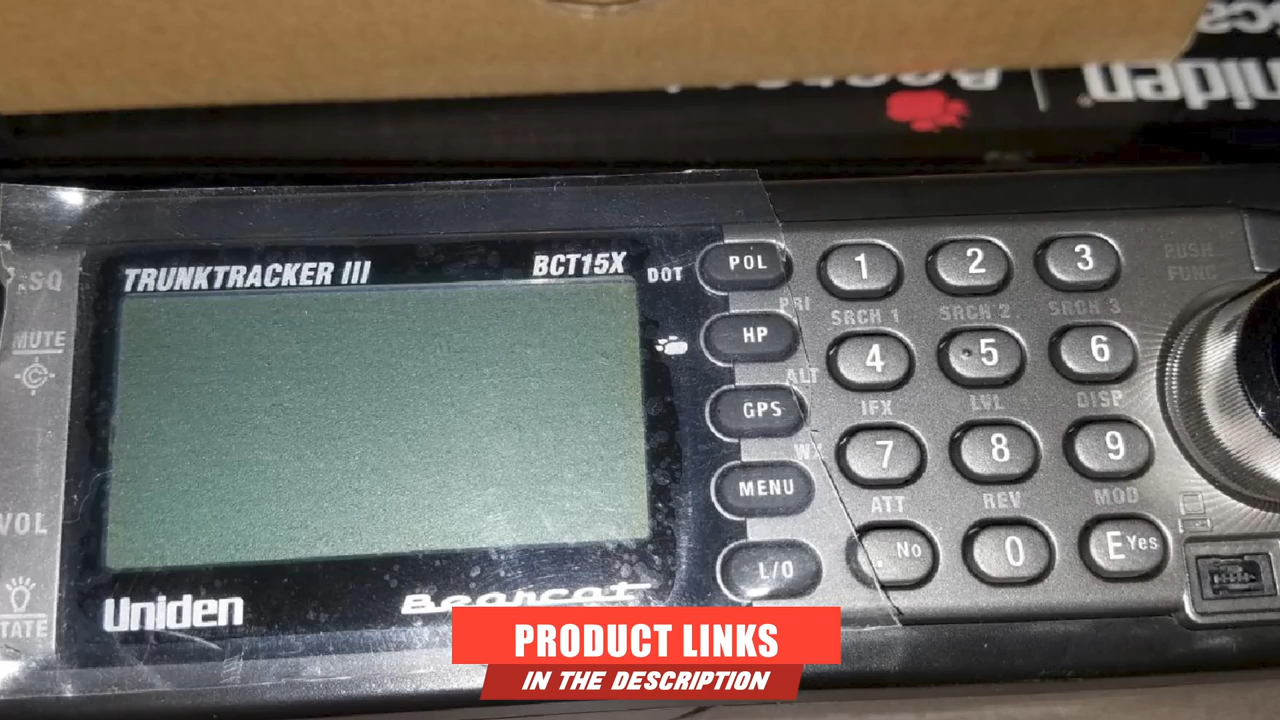 Uniden
TRUNKTRACKER III
BCT15X
DOT
POL
1
2
3
PUSH
FUNC
SQ
PRI
SRCH 1
SRCH 2
SRCH 3
MUTE
HP
4
5
6
ALT
GPS
IFX
LVL
DISP
7
8
9
MENU
VOL
ATT
REV
MOD
. No
0
E Yes
L/O
Uniden
Bearcat
PRODUCT LINKS
IN THE DESCRIPTION